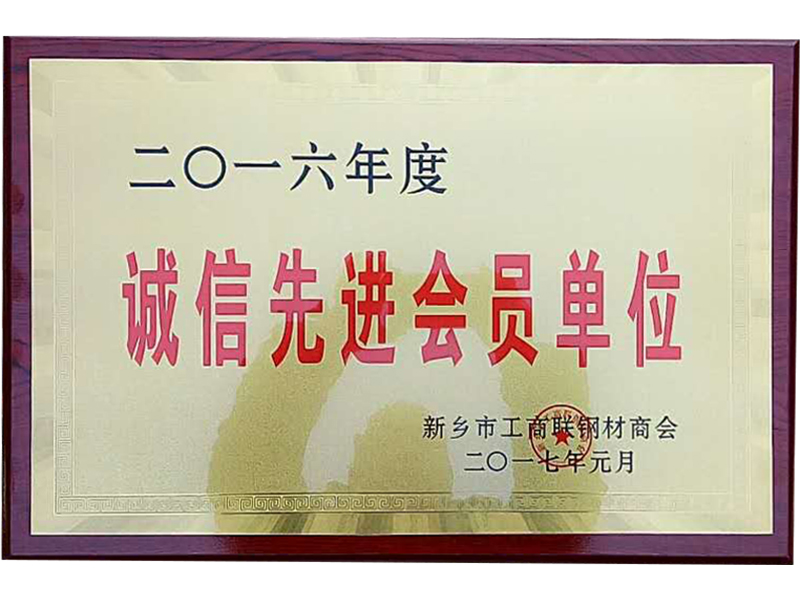 二〇一六年度
诚信先进会员单位
新乡市工商联钢材商会
二〇一七年元月